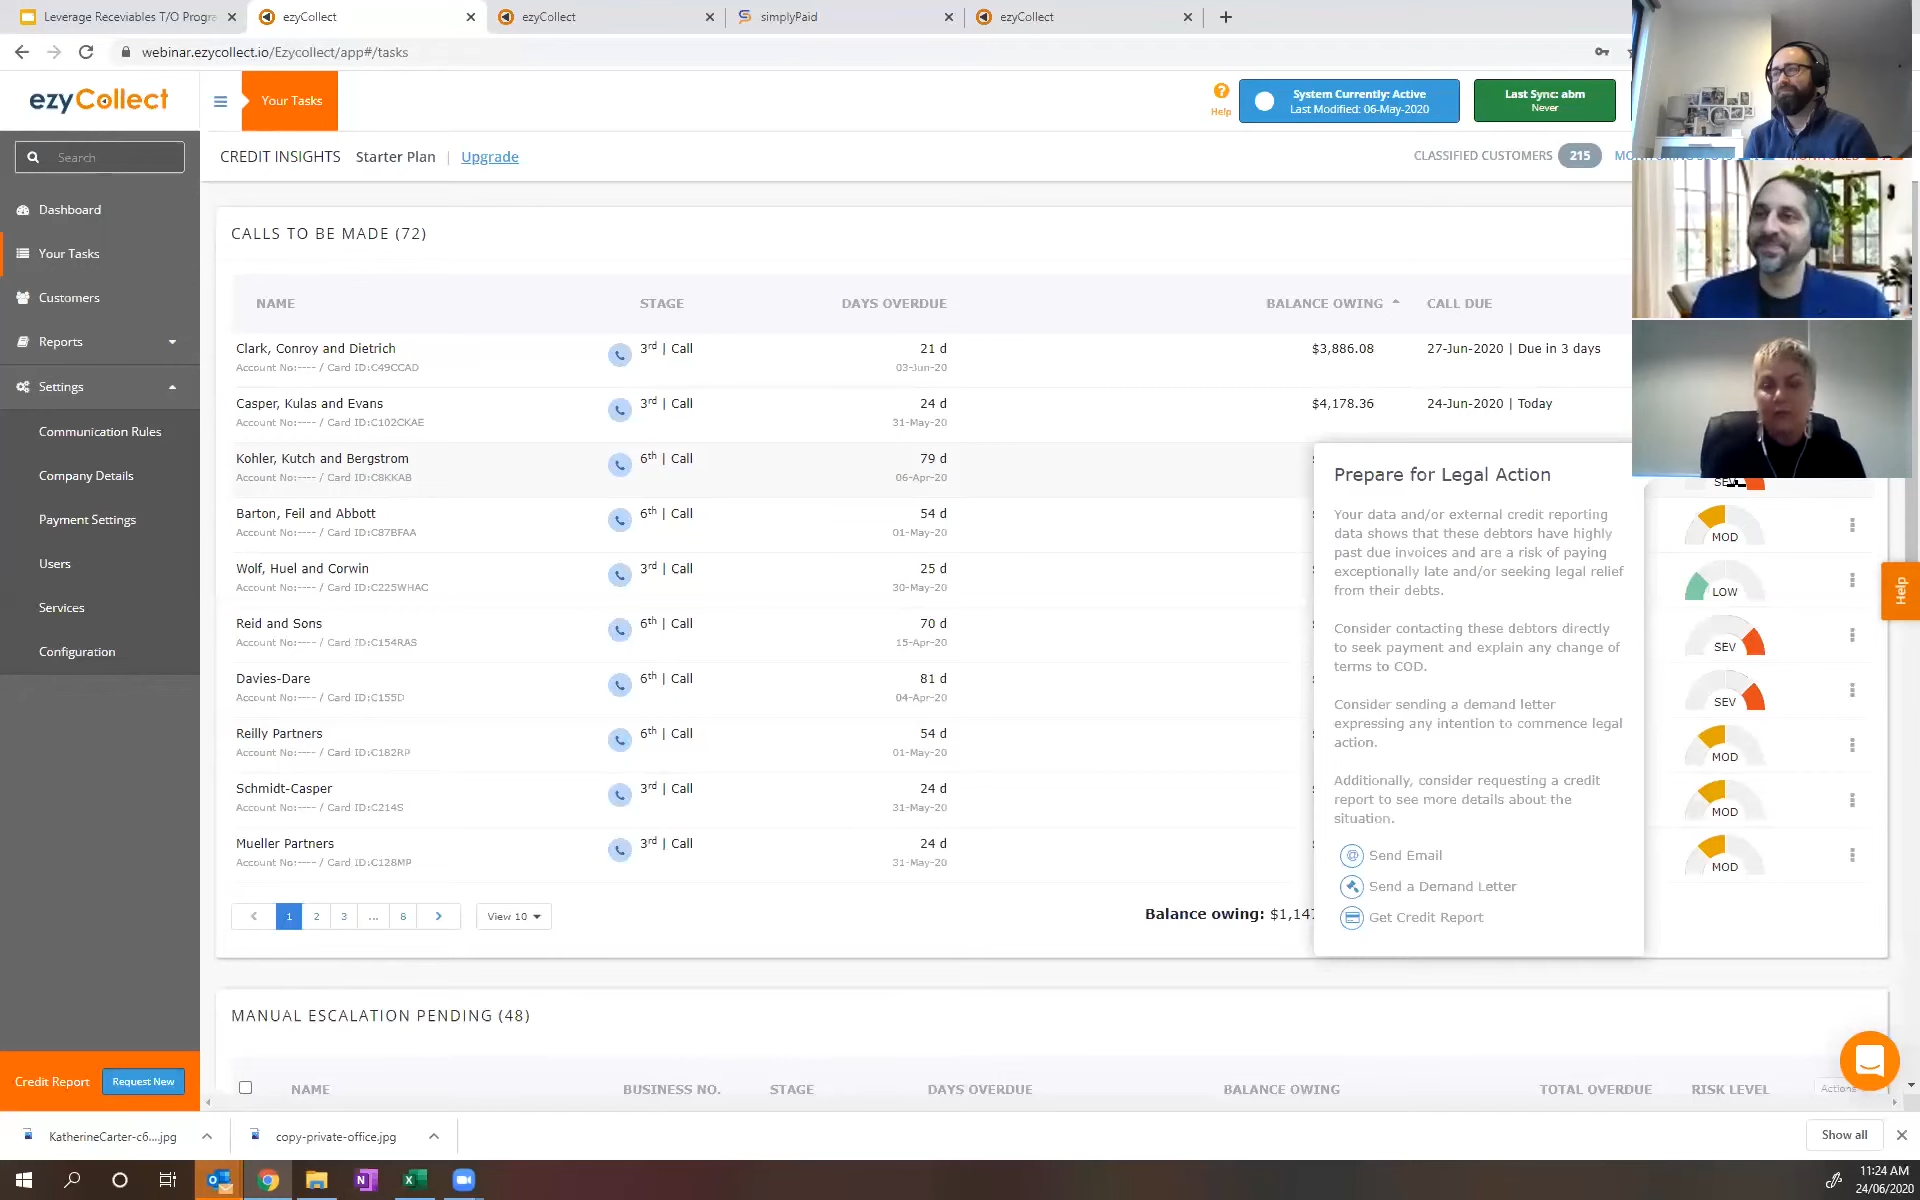 Leverage Receviables T/O Progra
ezyCollect
ezyCollect
simplyPaid
ezyCollect
webinar.ezycollect.io/Ezycollect/app#/tasks
ezyCollect
Your Tasks
Help
System Currently: Active
Last Modified: 06-May-2020
Last Sync: abm
Never
Search
CREDIT INSIGHTS Starter Plan | Upgrade
CLASSIFIED CUSTOMERS 215
Dashboard
Your Tasks
Customers
Reports
Settings
Communication Rules
Company Details
Payment Settings
Users
Services
Configuration
Credit Report Request New
CALLS TO BE MADE (72)
NAME STAGE DAYS OVERDUE BALANCE OWING CALL DUE
Clark, Conroy and Dietrich 3rd | Call 21 d $3,886.08 27-Jun-2020 | Due in 3 days
Account No:---- / Card ID:C49CCAD 03-Jun-20
Casper, Kulas and Evans 3rd | Call 24 d $4,178.36 24-Jun-2020 | Today
Account No:---- / Card ID:C102CKAE 31-May-20
Kohler, Kutch and Bergstrom 6th | Call 79 d
Account No:---- / Card ID:C8KKAB 06-Apr-20
SEV
Barton, Feil and Abbott 6th | Call 54 d
Account No:---- / Card ID:C87BFAA 01-May-20
MOD
Wolf, Huel and Corwin 3rd | Call 25 d
Account No:---- / Card ID:C225WHAC 30-May-20
LOW
Reid and Sons 6th | Call 70 d
Account No:---- / Card ID:C154RAS 15-Apr-20
SEV
Davies-Dare 6th | Call 81 d
Account No:---- / Card ID:C155D 04-Apr-20
SEV
Reilly Partners 6th | Call 54 d
Account No:---- / Card ID:C182RP 01-May-20
MOD
Schmidt-Casper 3rd | Call 24 d
Account No:---- / Card ID:C214S 31-May-20
MOD
Mueller Partners 3rd | Call 24 d
Account No:---- / Card ID:C128MP 31-May-20
MOD
Prepare for Legal Action
Your data and/or external credit reporting
data shows that these debtors have highly
past due invoices and are a risk of paying
exceptionally late and/or seeking legal relief
from their debts.
Consider contacting these debtors directly
to seek payment and explain any change of
terms to COD.
Consider sending a demand letter
expressing any intention to commence legal
action.
Additionally, consider requesting a credit
report to see more details about the
situation.
Send Email
Send a Demand Letter
Get Credit Report
Help
< 1 2 3 ... 8 > View 10
Balance owing: $1,147
MANUAL ESCALATION PENDING (48)
NAME BUSINESS NO. STAGE DAYS OVERDUE BALANCE OWING TOTAL OVERDUE RISK LEVEL Actions
KatherineCarter-c6....jpg
copy-private-office.jpg
Show all
11:24 AM
24/06/2020